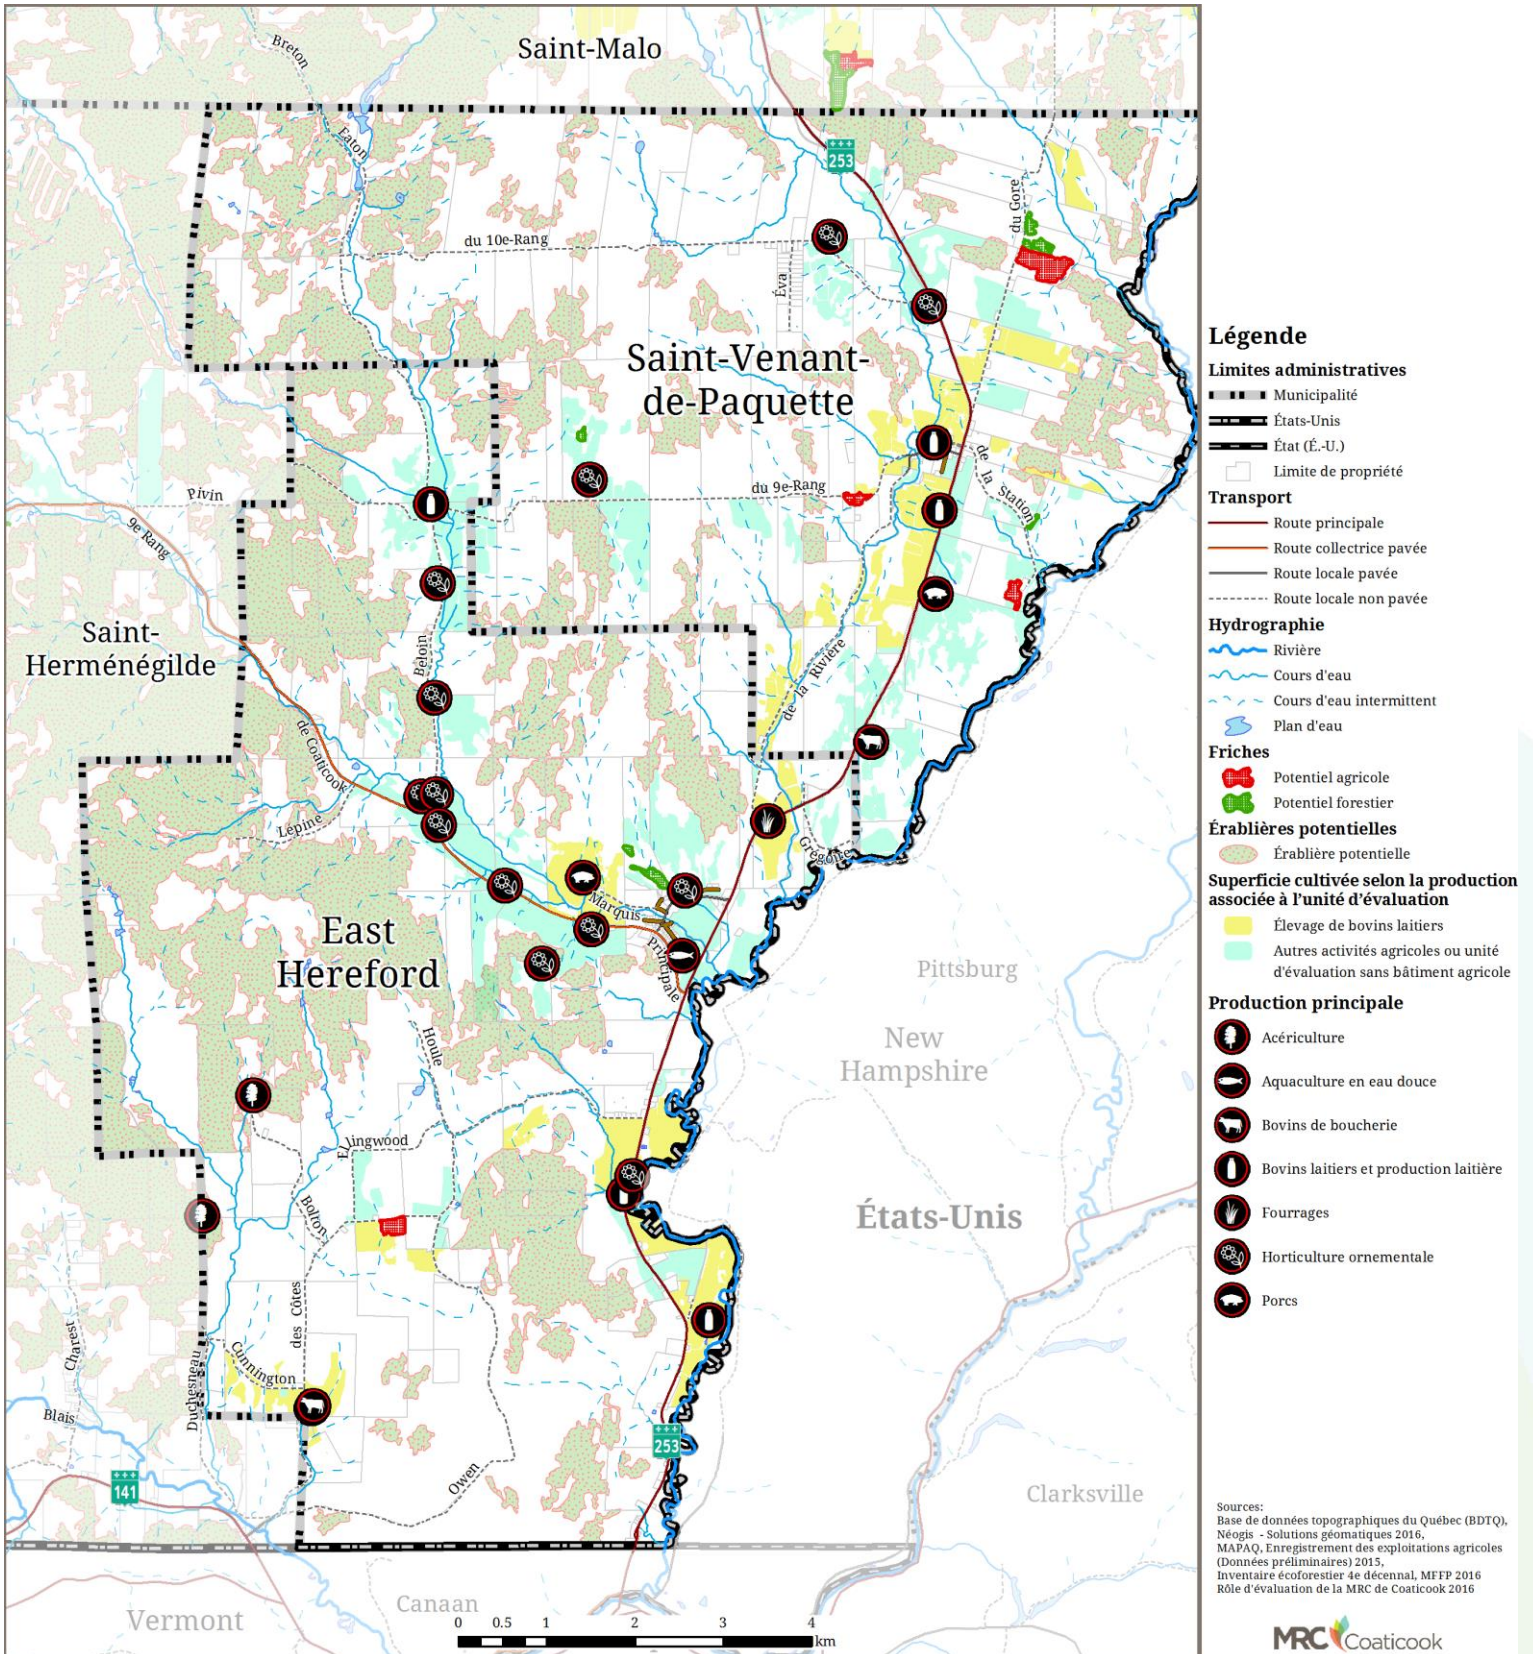 Saint-Malo
Breton
Eaton
253
du Gore
du 10e-Rang
Éva
Saint-Venant-
de-Paquette
Pivin
9e Rang
du 9e-Rang
de la Station
Saint-
Herménégilde
Beloin
de la Rivière
de Coaticook
Lepine
Grégoire
Marquis
Principale
East
Hereford
Pittsburg
New
Hampshire
Houle
Ellingwood
Bolton
États-Unis
des Côtes
Charest
Duchesneau
Cunnington
Blais
253
141
Owen
Clarksville
Canaan
Vermont
0 0.5 1 2 3 4
km
Légende
Limites administratives
Municipalité
États-Unis
État (É.-U.)
Limite de propriété
Transport
Route principale
Route collectrice pavée
Route locale pavée
Route locale non pavée
Hydrographie
Rivière
Cours d'eau
Cours d'eau intermittent
Plan d'eau
Friches
Potentiel agricole
Potentiel forestier
Érablières potentielles
Érablière potentielle
Superficie cultivée selon la production
associée à l'unité d'évaluation
Élevage de bovins laitiers
Autres activités agricoles ou unité
d'évaluation sans bâtiment agricole
Production principale
Acériculture
Aquaculture en eau douce
Bovins de boucherie
Bovins laitiers et production laitière
Fourrages
Horticulture ornementale
Porcs
Sources:
Base de données topographiques du Québec (BDTQ),
Néogis - Solutions géomatiques 2016,
MAPAQ, Enregistrement des exploitations agricoles
(Données préliminaires) 2015,
Inventaire écoforestier 4e décennal, MFFP 2016
Rôle d'évaluation de la MRC de Coaticook 2016
MRC Coaticook